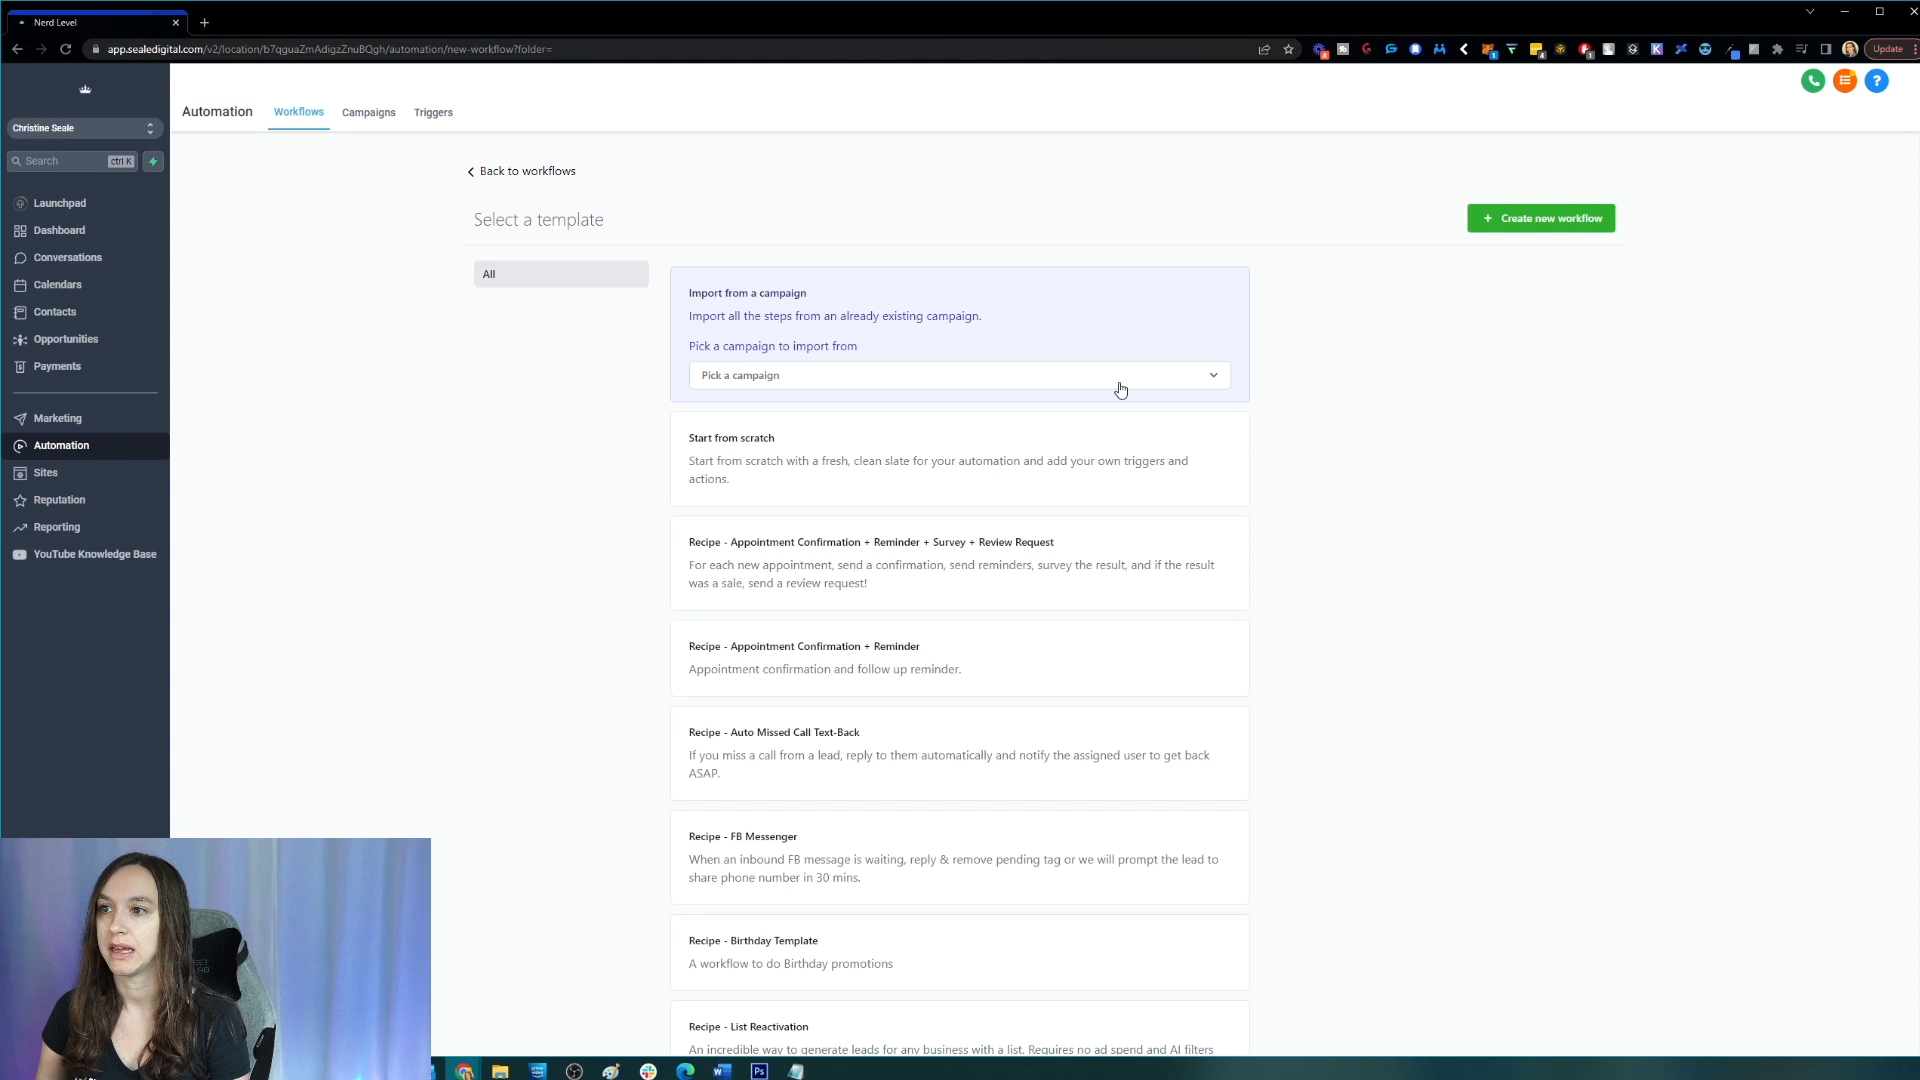 Nerd Level
app.sealedigital.com/v2/location/b7qguaZmAdigzZnuBQgh/automation/new-workflow?folder=
Update
Christine Seale
Search
ctrl K
Launchpad
Dashboard
Conversations
Calendars
Contacts
Opportunities
Payments
Marketing
Automation
Sites
Reputation
Reporting
YouTube Knowledge Base
Automation
Workflows
Campaigns
Triggers
Back to workflows
Select a template
+ Create new workflow
All
Import from a campaign
Import all the steps from an already existing campaign.
Pick a campaign to import from
Pick a campaign
Start from scratch
Start from scratch with a fresh, clean slate for your automation and add your own triggers and
actions.
Recipe - Appointment Confirmation + Reminder + Survey + Review Request
For each new appointment, send a confirmation, send reminders, survey the result, and if the result
was a sale, send a review request!
Recipe - Appointment Confirmation + Reminder
Appointment confirmation and follow up reminder.
Recipe - Auto Missed Call Text-Back
If you miss a call from a lead, reply to them automatically and notify the assigned user to get back
ASAP.
Recipe - FB Messenger
When an inbound FB message is waiting, reply & remove pending tag or we will prompt the lead to
share phone number in 30 mins.
Recipe - Birthday Template
A workflow to do Birthday promotions
Recipe - List Reactivation
An incredible way to generate leads for any business with a list. Requires no ad spend and AI filters